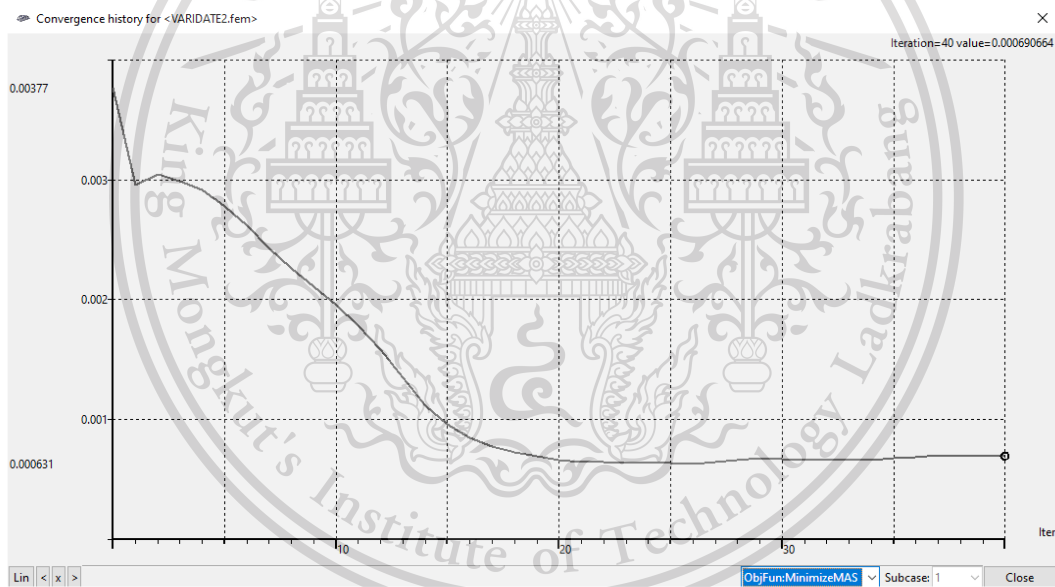 Convergence history for <VARIDATE2.fem>
Iteration=40 value=0.000690664
0.00377
0.003
0.002
0.001
0.000631
10
20
30
Iter
King Mongkut's Institute of Technology Ladkrabang
Lin < x >
ObjFun:MinimizeMAS Subcase: 1 Close